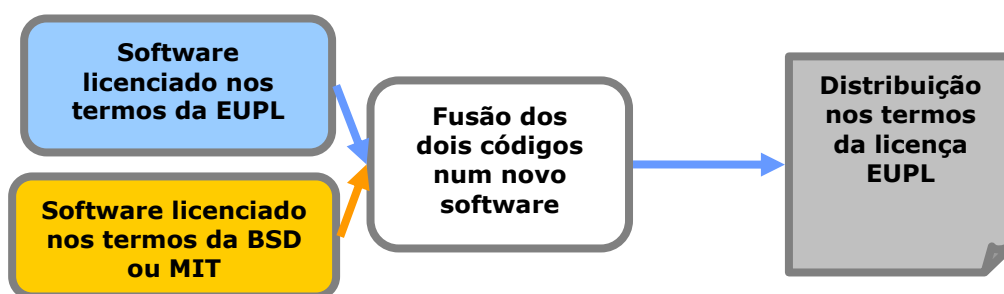 Software
licenciado nos
termos da EUPL
Software licenciado
nos termos da BSD
ou MIT
Fusão dos
dois códigos
num novo
software
Distribuição
nos termos
da licença
EUPL